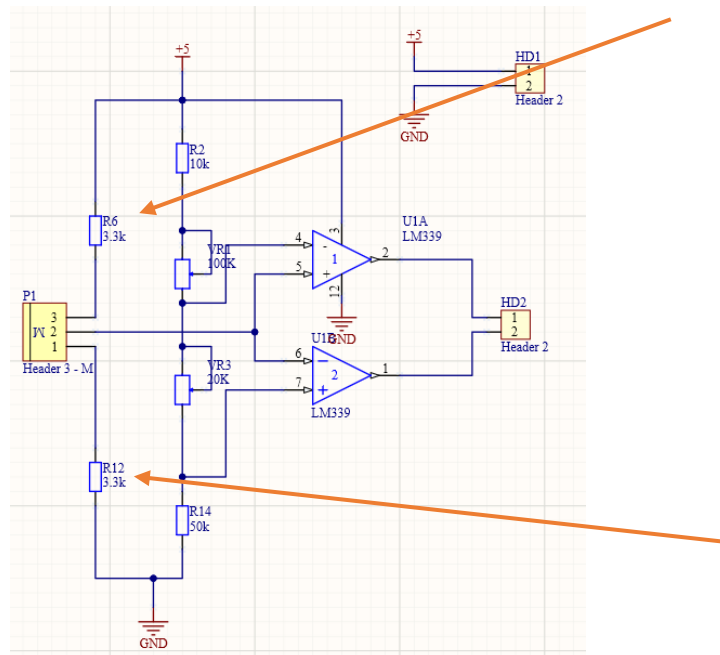 +5
+5
HD1
1
2
Header 2
GND
R2
10k
R6
3.3k
VR1
100K
U1A
LM339
4
3
-
1
2
5
+
12
GND
P1
3
2
1
M
Header 3 - M
U1B
HD2
1
2
Header 2
VR3
20K
6
-
2
1
7
+
LM339
R12
3.3k
R14
50k
GND